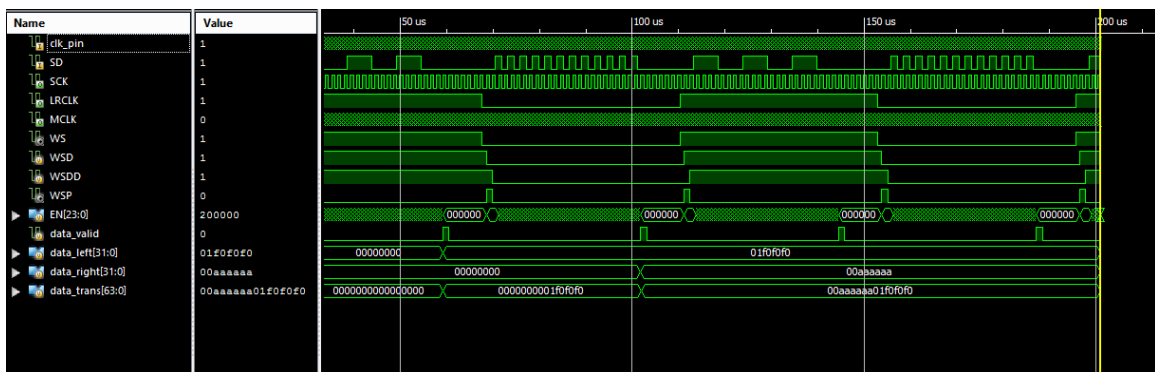 Name Value |50 us |100 us |150 us |200 us
clk_pin 1
SD 1
SCK 1
LRCLK 1
MCLK 0
WS 1
WSD 1
WSDD 1
WSP 0
EN[23:0] 200000 000000 000000 000000 000000
data_valid 0
data_left[31:0] 01f0f0f0 00000000 01f0f0f0
data_right[31:0] 00aaaaaa 00000000 00aaaaaa
data_trans[63:0] 00aaaaaa01f0f0f0 0000000000000000 0000000001f0f0f0 00aaaaaa01f0f0f0